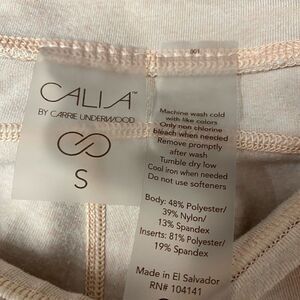 CALIA™
BY CARRIE UNDERWOOD
S
001
Machine wash cold
with like colors
Only non chlorine
bleach when needed
Remove promptly
after wash
Tumble dry low
Cool iron when needed
Do not use softeners
Body: 48% Polyester/
39% Nylon/
13% Spandex
Inserts: 81% Polyester/
19% Spandex
Made in El Salvador
RN# 104141